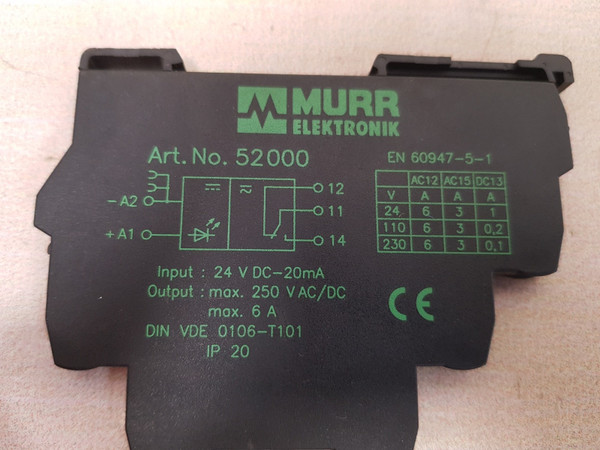 MURR
ELEKTRONIK
Art.No. 52000
EN 60947-5-1
-A2
+A1
12
11
14
AC12 AC15 DC13
V A A A
24 6 3 1
110 6 3 0,2
230 6 3 0,1
Input : 24 V DC-20mA
Output : max. 250 V AC/DC
max. 6 A
DIN VDE 0106-T101
IP 20
CE